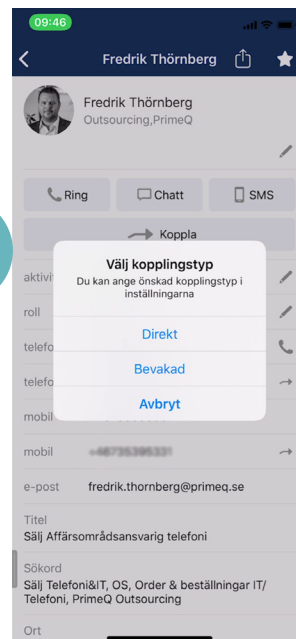 09:46
Fredrik Thörnberg
Fredrik Thörnberg
Outsourcing,PrimeQ
Ring
Chatt
SMS
Koppla
Välj kopplingstyp
Du kan ange önskad kopplingstyp i
inställningarna
Direkt
Bevakad
Avbryt
aktivi
roll
telefo
telefo
mobil
mobil
e-post fredrik.thornberg@primeq.se
Titel
Sälj Affärsområdsansvarig telefoni
Sökord
Sälj Telefoni&IT, OS, Order & beställningar IT/
Telefoni, PrimeQ Outsourcing
Ort